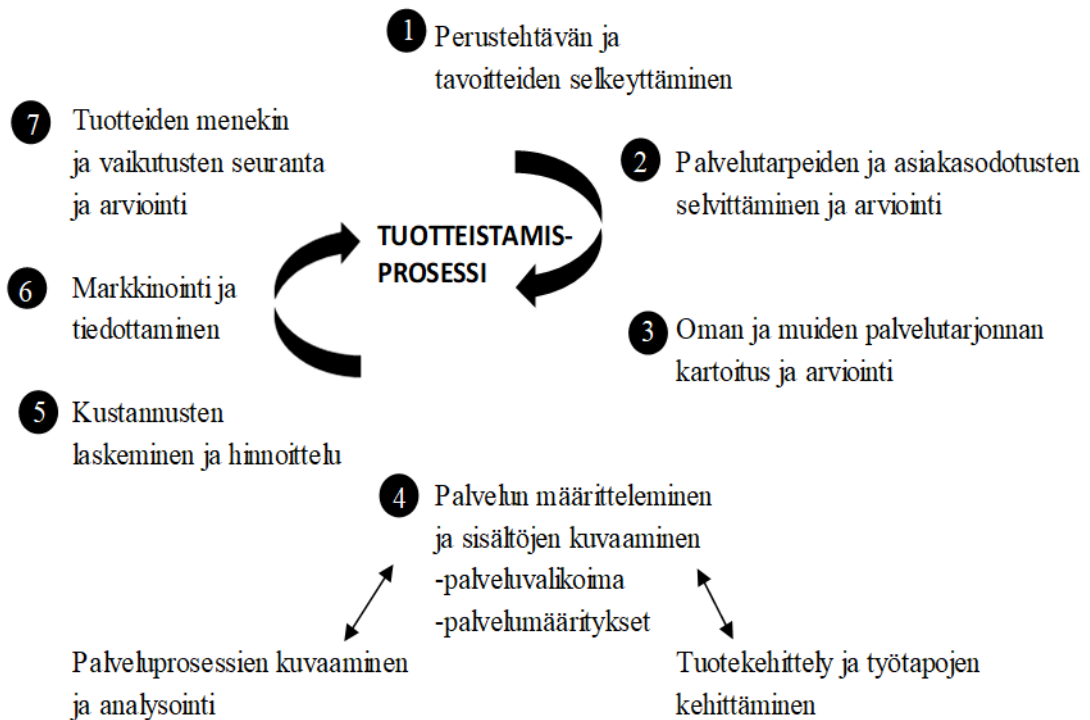 1 Perustehtävän ja
tavoitteiden selkeyttäminen
2 Palvelutarpeiden ja asiakasodotusten
selvittäminen ja arviointi
3 Oman ja muiden palvelutarjonnan
kartoitus ja arviointi
4 Palvelun määritteleminen
ja sisältöjen kuvaaminen
-palveluvalikoima
-palvelumääritykset
Palveluprosessien kuvaaminen
ja analysointi
Tuotekehittely ja työtapojen
kehittäminen
5 Kustannusten
laskeminen ja hinnoittelu
6 Markkinointi ja
tiedottaminen
7 Tuotteiden menekin
ja vaikutusten seuranta
ja arviointi
TUOTTEISTAMIS-
PROSESSI